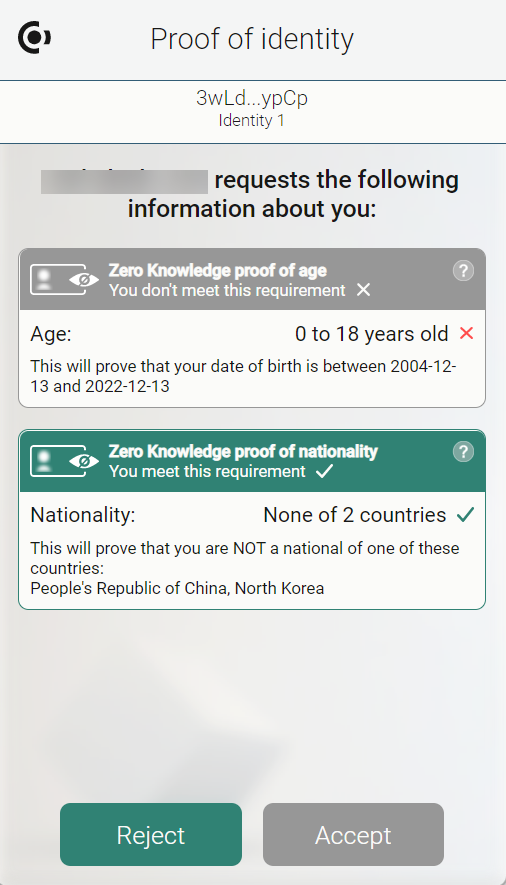 Proof of identity
3wLd...ypCp
Identity 1
requests the following
information about you:
Zero Knowledge proof of age
?
You don't meet this requirement
Age: 0 to 18 years old
This will prove that your date of birth is between 2004-12-
13 and 2022-12-13
Zero Knowledge proof of nationality
?
You meet this requirement
Nationality: None of 2 countries
This will prove that you are NOT a national of one of these
countries:
People's Republic of China, North Korea
Reject
Accept